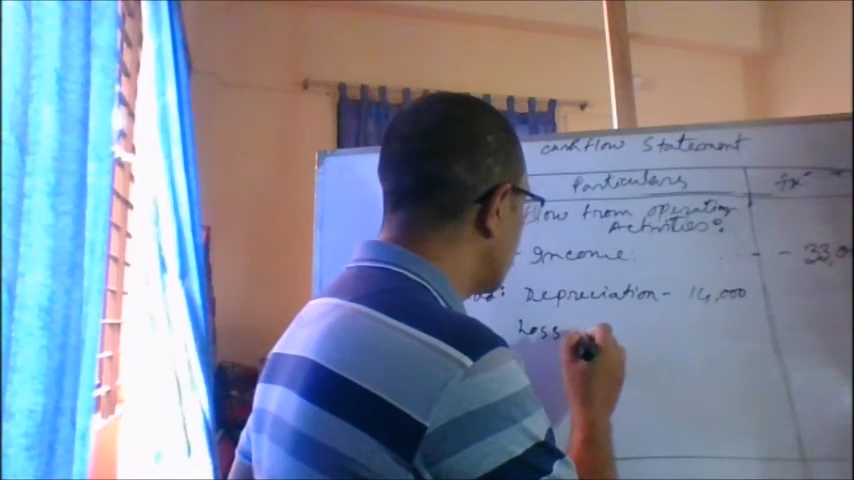 Cashflow Statement
Particulars
flow from operating
Activities:
Income - 33,0
Depreciation - 14,000
Loss